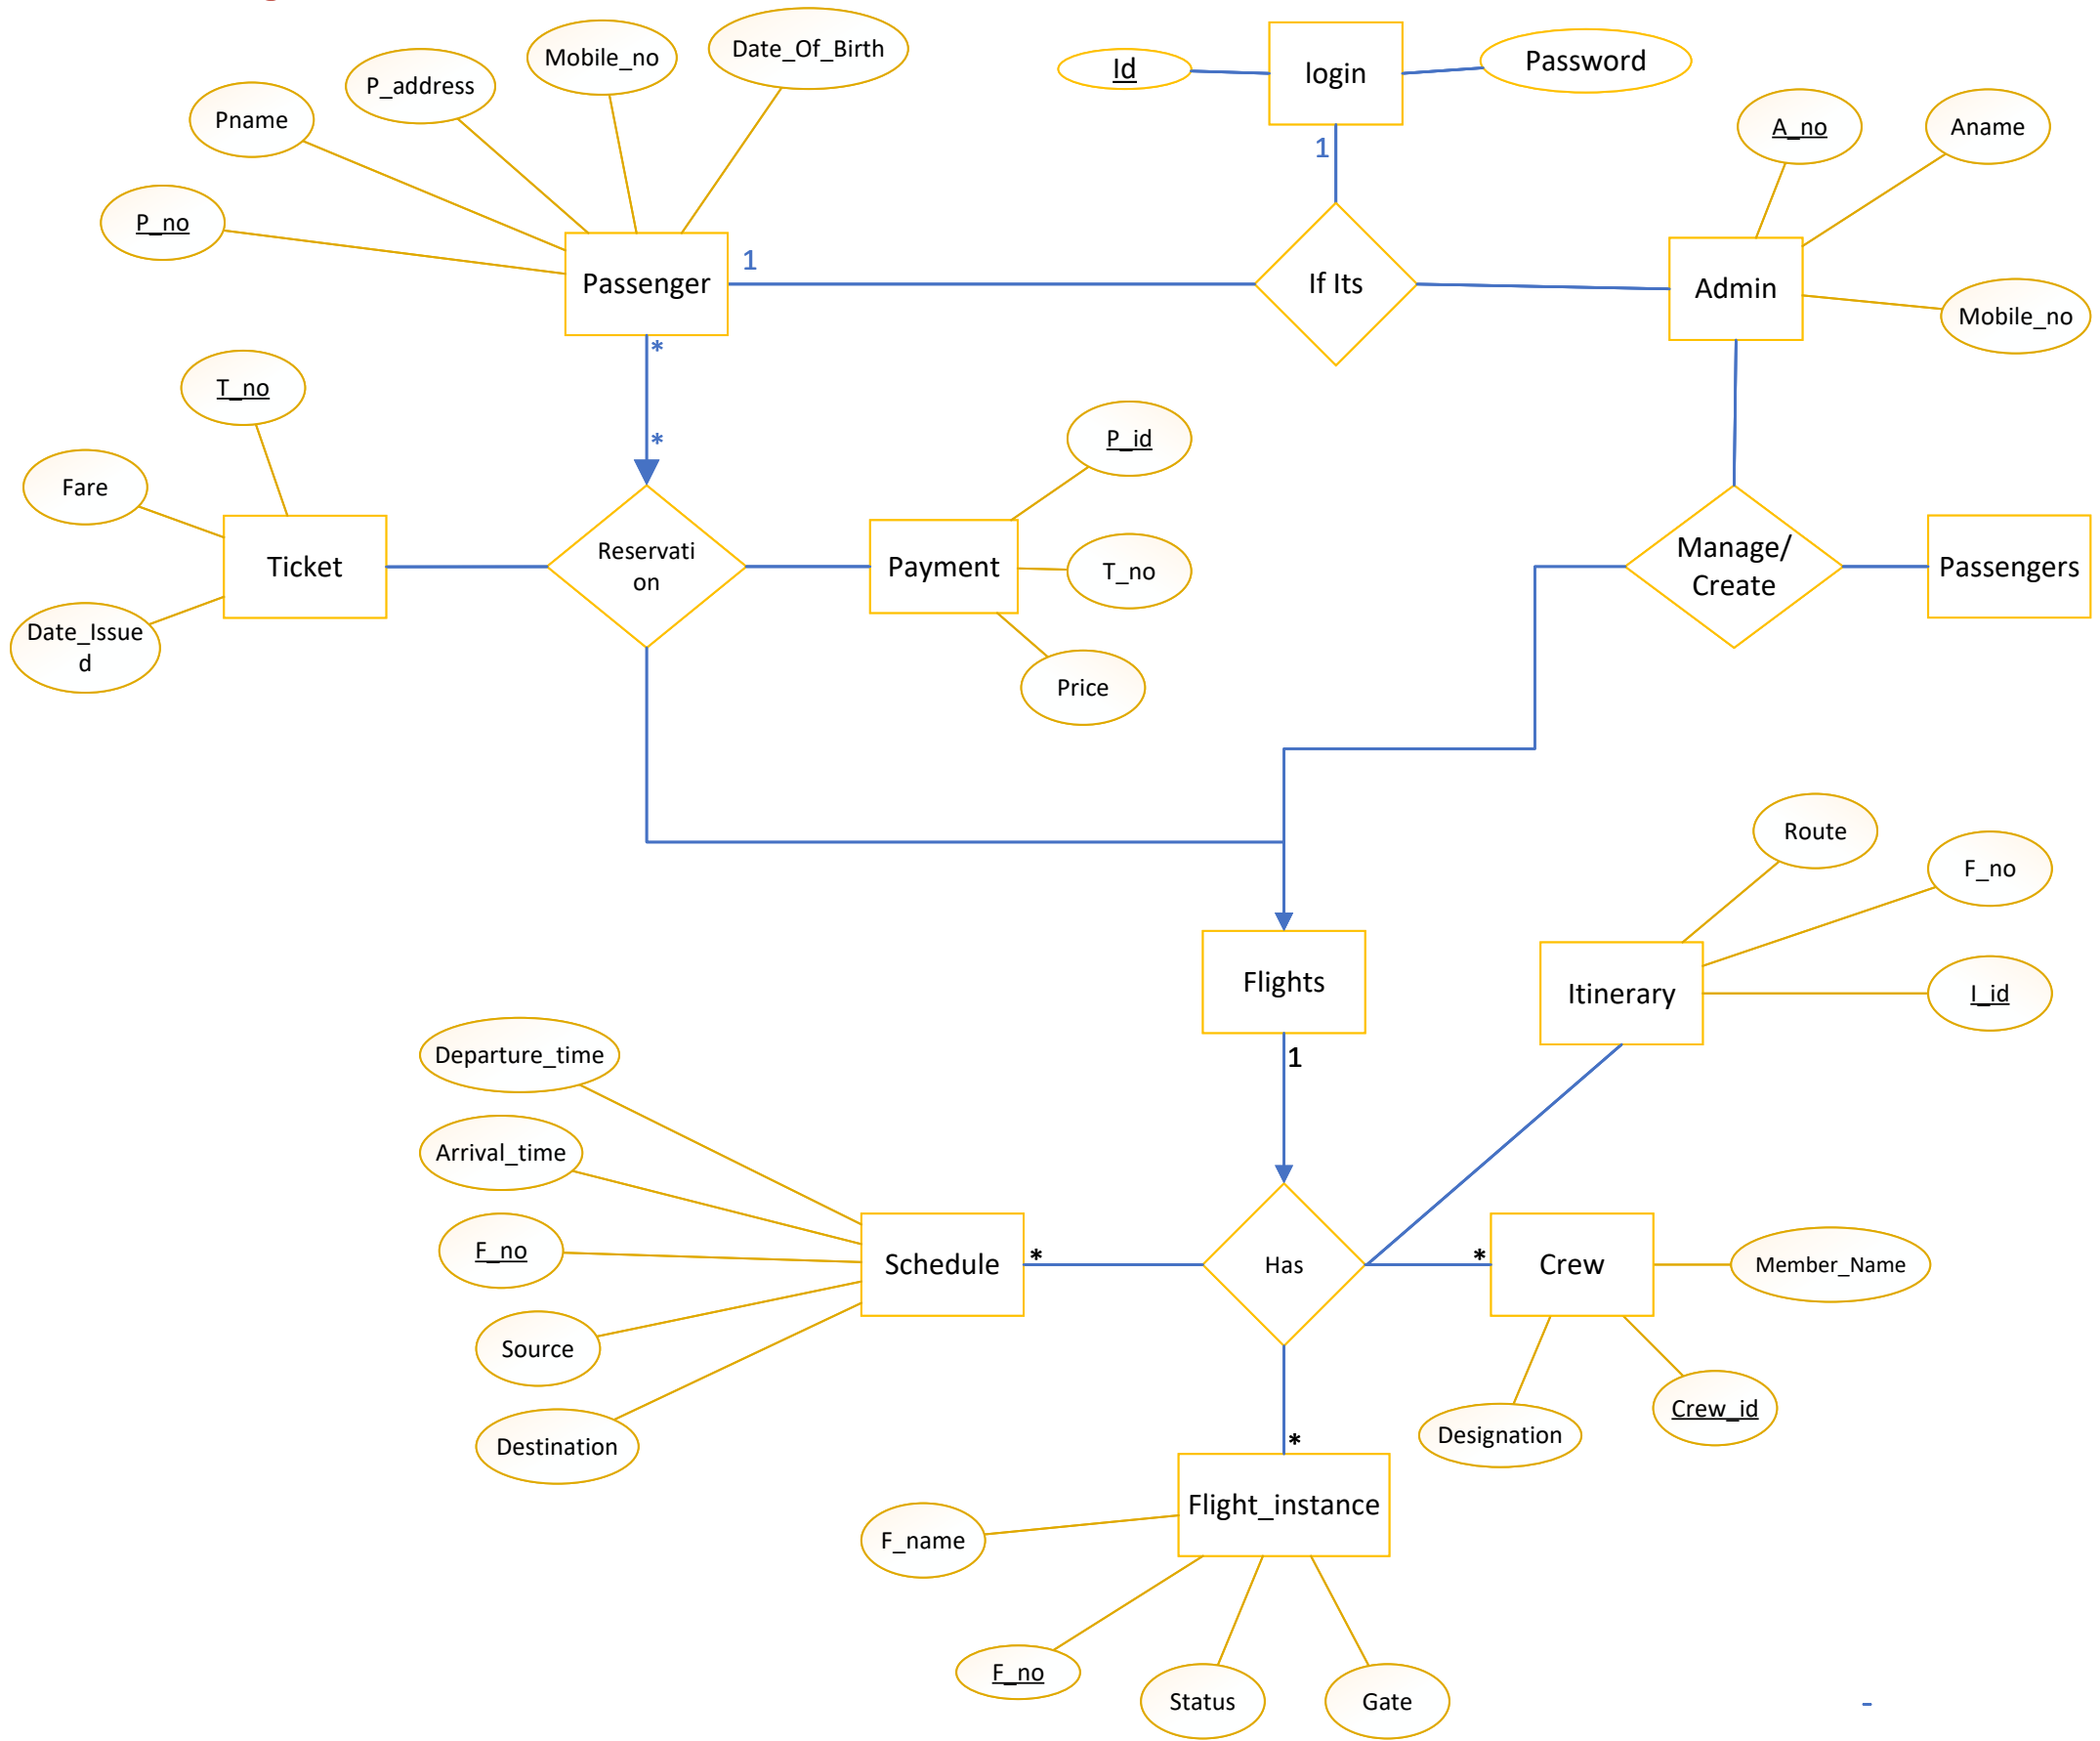 Date_Of_Birth
Mobile_no
Id
login
Password
P_address
Pname
1
A_no
Aname
P_no
Passenger
1
If Its
Admin
Mobile_no
*
T_no
*
P_id
Fare
Ticket
Reservati
on
Payment
T_no
Manage/
Create
Passengers
Date_Issue
d
Price
Route
F_no
Flights
Itinerary
I_id
Departure_time
1
Arrival_time
F_no
Schedule
*
Has
*
Crew
Member_Name
Source
Destination
Designation
Crew_id
*
Flight_instance
F_name
F_no
Status
Gate
-